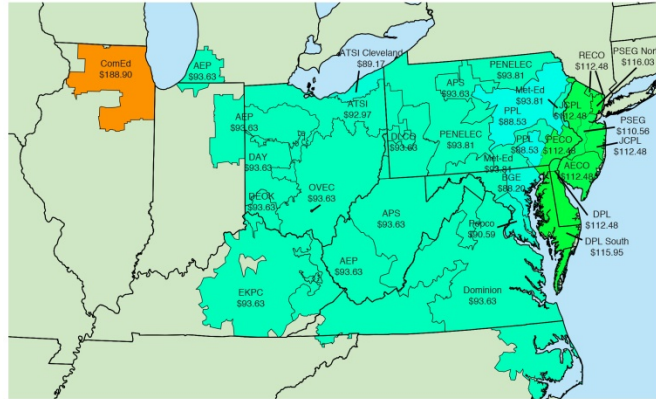 ComEd
$188.90
AEP
$93.63
ATSI Cleveland
$89.17
PENELEC
$93.81
RECO
$112.48
PSEG Nor
$116.03
APS
$93.63
Met-Ed
$93.81
JCPL
$112.48
ATSI
$92.97
PPL
$88.53
AEP
$93.63
PSEG
$110.56
DLCO
$93.63
PENELEC
$93.81
PPL
$88.53
PECO
$112.48
JCPL
$112.48
DAY
$93.63
Met-Ed
$93.81
AECO
$112.48
BGE
$88.20
DEOK
$93.63
OVEC
$93.63
APS
$93.63
Pepco
$90.59
DPL
$112.48
DPL South
$115.95
AEP
$93.63
EKPC
$93.63
Dominion
$93.63